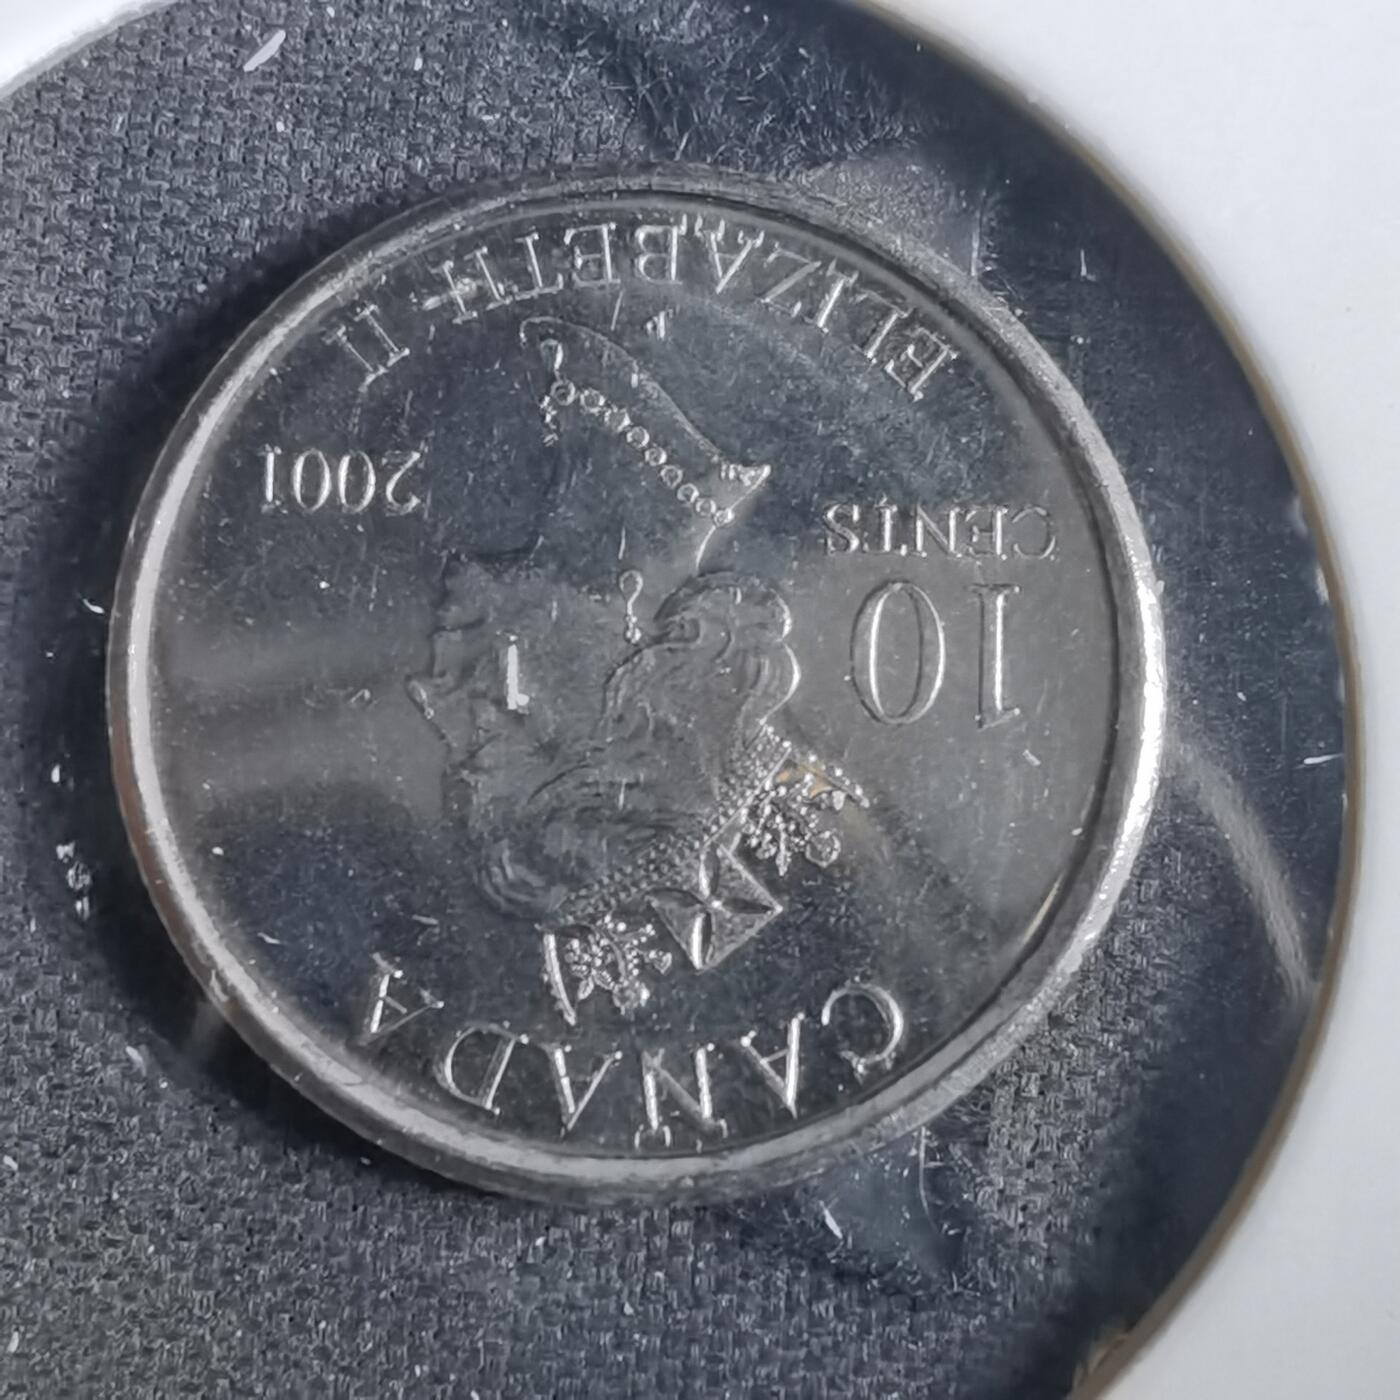 CANADA
10
CENTS
2001
ELIZABETH II